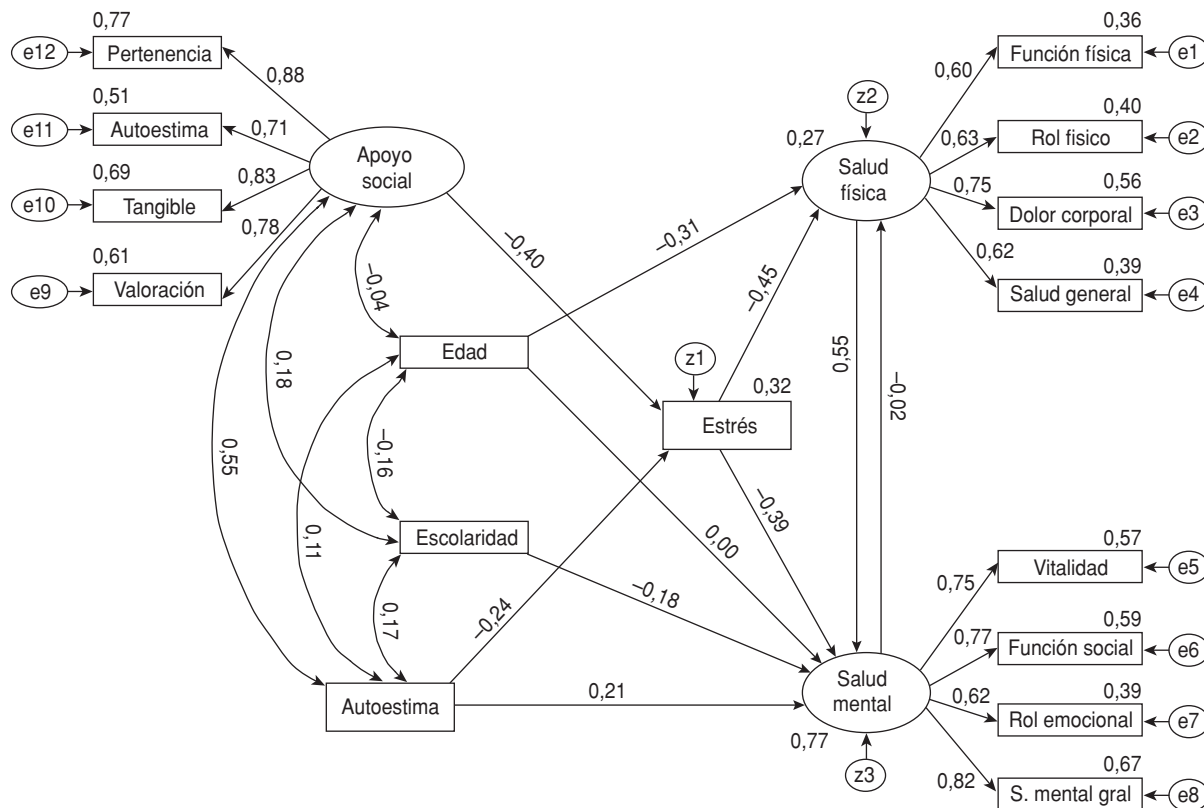 0,77
e12
Pertenencia
0,88
0,51
e11
Autoestima
0,71
0,69
e10
Tangible
0,83
0,61
e9
Valoración
0,78
Apoyo
social
–0,04
0,18
0,55
–0,40
Edad
–0,31
0,00
–0,16
0,11
Escolaridad
–0,18
0,17
Autoestima
–0,24
0,21
z1
0,32
Estrés
–0,45
–0,39
z2
0,27
Salud
física
0,55
–0,02
0,60
0,36
Función física
e1
0,63
0,40
Rol fisico
e2
0,75
0,56
Dolor corporal
e3
0,62
0,39
Salud general
e4
Salud
mental
0,77
z3
0,75
0,57
Vitalidad
e5
0,77
0,59
Función social
e6
0,62
0,39
Rol emocional
e7
0,82
0,67
S. mental gral
e8